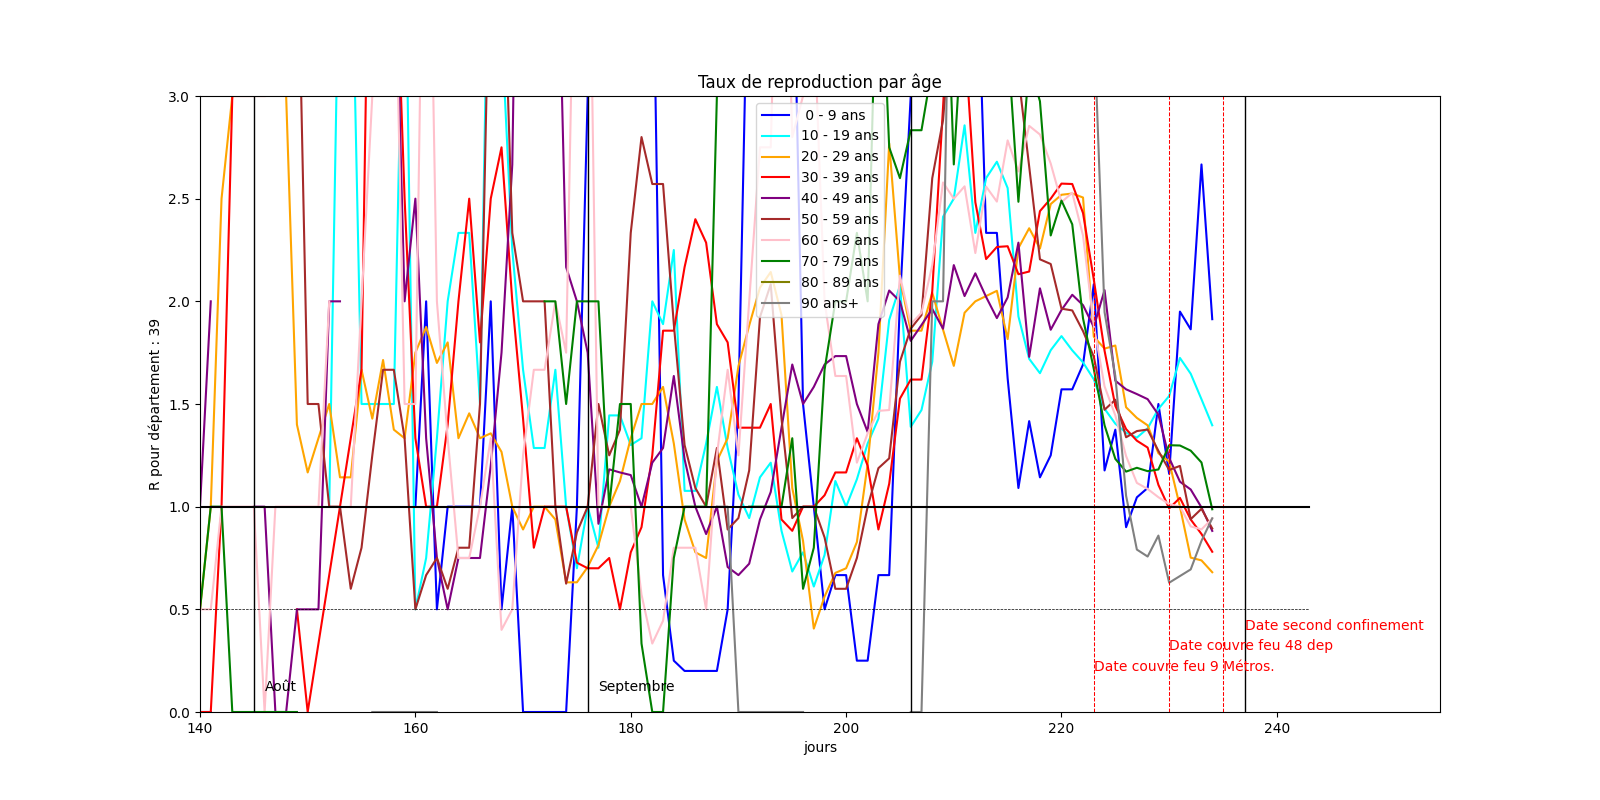 Taux de reproduction par âge
3.0
2.5
2.0
1.5
1.0
0.5
0.0
R pour département : 39
0 - 9 ans
10 - 19 ans
20 - 29 ans
30 - 39 ans
40 - 49 ans
50 - 59 ans
60 - 69 ans
70 - 79 ans
80 - 89 ans
90 ans+
Date second confinement
Date couvre feu 48 dep
Date couvre feu 9 Métros.
Août
Septembre
140
160
180
200
220
240
jours